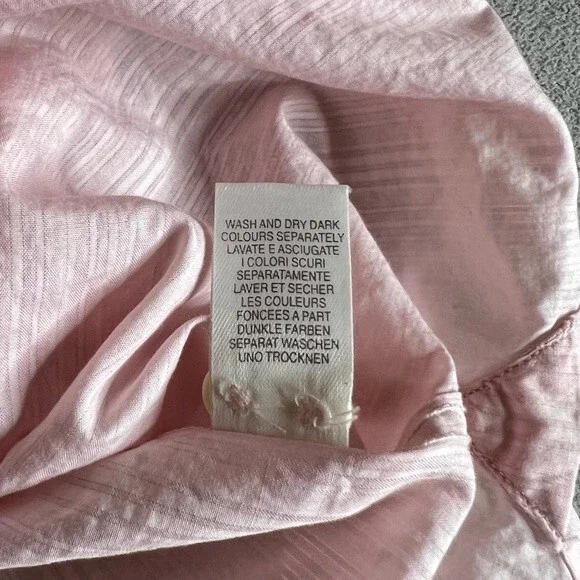 WASH AND DRY DARK
COLOURS SEPARATELY
LAVATE E ASCIUGATE
I COLORI SCURI
SEPARATAMENTE
LAVER ET SECHER
LES COULEURS
FONCEES A PART
DUNKLE FARBEN
SEPARAT WASCHEN
UNO TROCKNEN